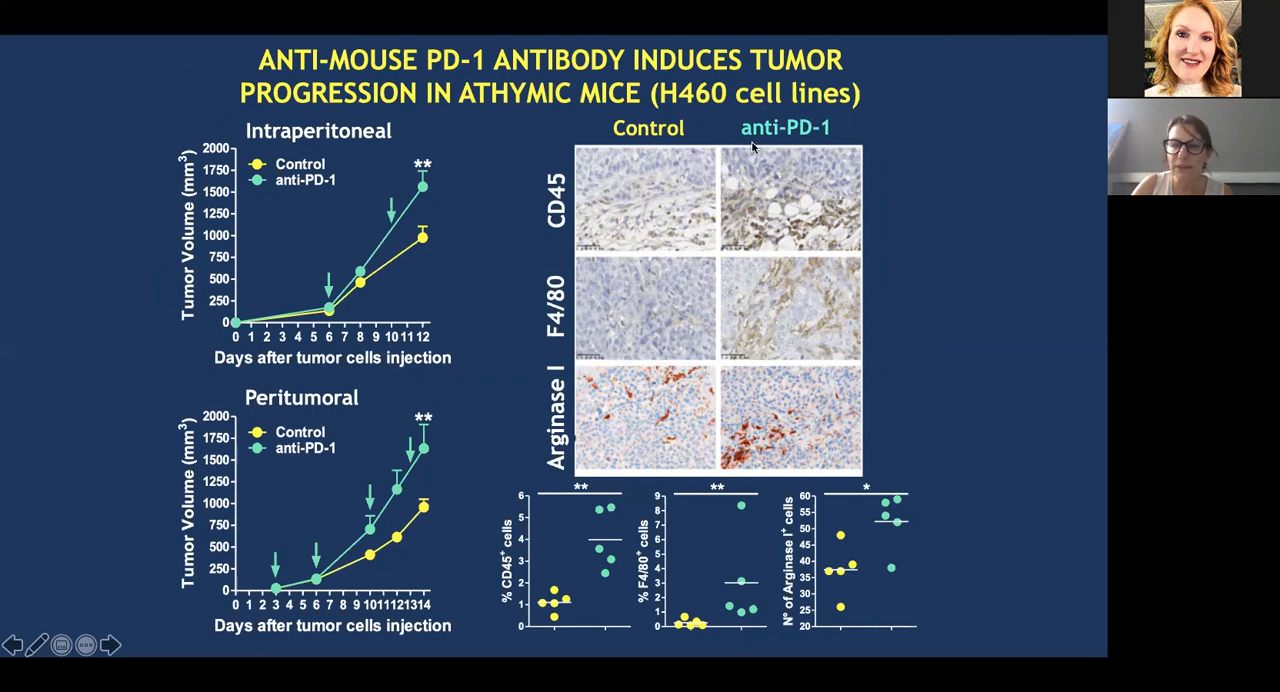 ANTI-MOUSE PD-1 ANTIBODY INDUCES TUMOR
PROGRESSION IN ATHYMIC MICE (H460 cell lines)
Intraperitoneal
Tumor Volume (mm³)
2000
1750
1500
1250
1000
750
500
250
0
Control
anti-PD-1
**
0 1 2 3 4 5 6 7 8 9 10 11 12
Days after tumor cells injection
Peritumoral
Tumor Volume (mm³)
2000
1750
1500
1250
1000
750
500
250
0
Control
anti-PD-1
**
0 1 2 3 4 5 6 7 8 9 10 11 12 13 14
Days after tumor cells injection
Control anti-PD-1
CD45
F4/80
Arginase I
% CD45⁺ cells
6
5
4
3
2
1
0
**
% F4/80⁺ cells
9
8
7
6
5
4
3
2
1
0
**
Nº of Arginase I⁺ cells
60
55
50
45
40
35
30
25
20
*